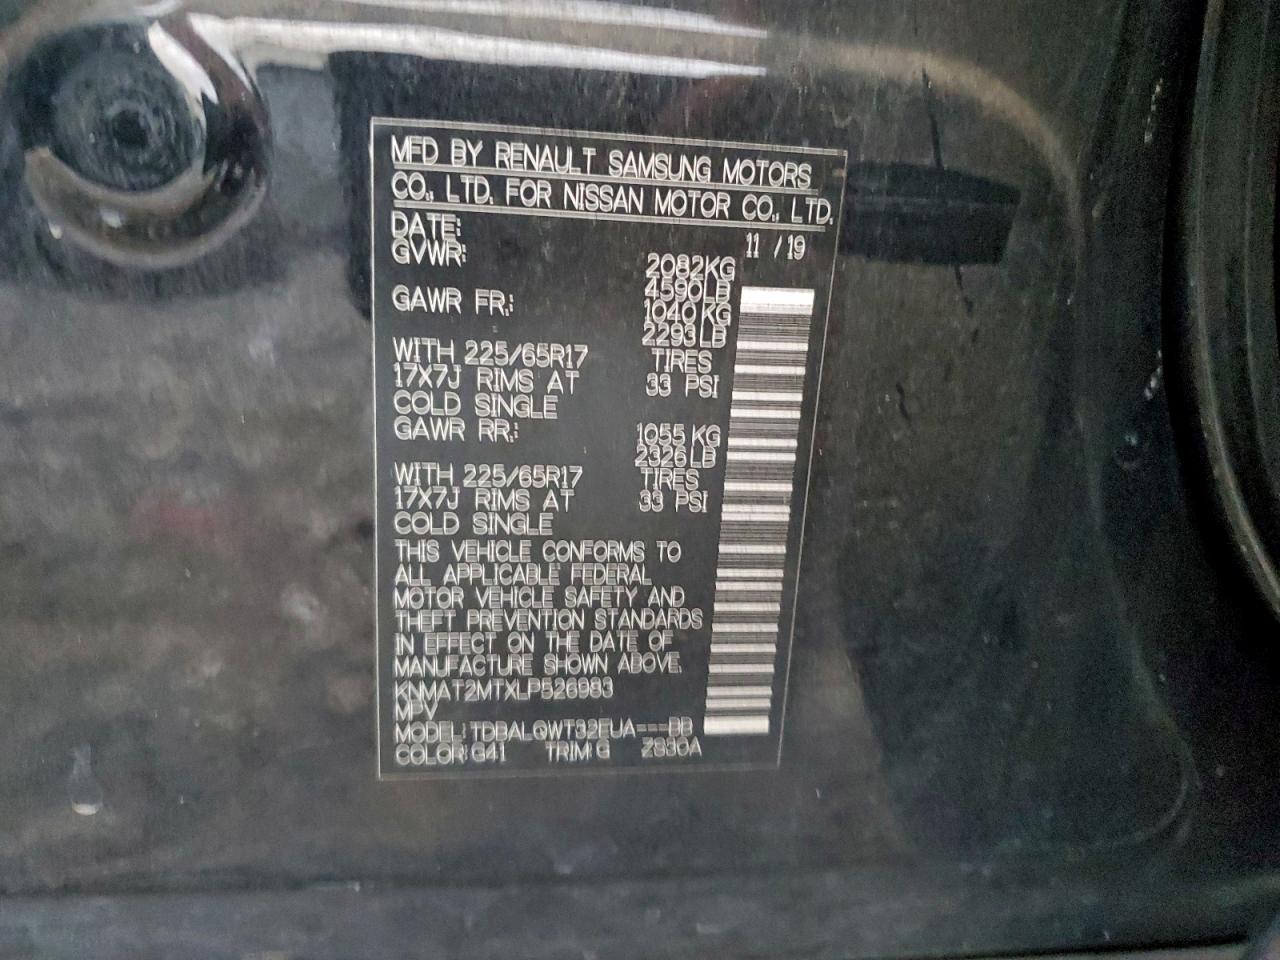 MFD BY RENAULT SAMSUNG MOTORS
CO., LTD. FOR NISSAN MOTOR CO., LTD.
DATE: 11 / 19
GVWR: 2082KG
4590LB
GAWR FR: 1040 KG
2293LB
WITH 225/65R17 TIRES
17X7J RIMS AT 33 PSI
COLD SINGLE
GAWR RR: 1055 KG
2326LB
WITH 225/65R17 TIRES
17X7J RIMS AT 33 PSI
COLD SINGLE
THIS VEHICLE CONFORMS TO
ALL APPLICABLE FEDERAL
MOTOR VEHICLE SAFETY AND
THEFT PREVENTION STANDARDS
IN EFFECT ON THE DATE OF
MANUFACTURE SHOWN ABOVE.
KNMAT2MTXLP526983
MPV
MODEL: TDBALQWT32EUA---BB
COLOR: G41 TRIM: G